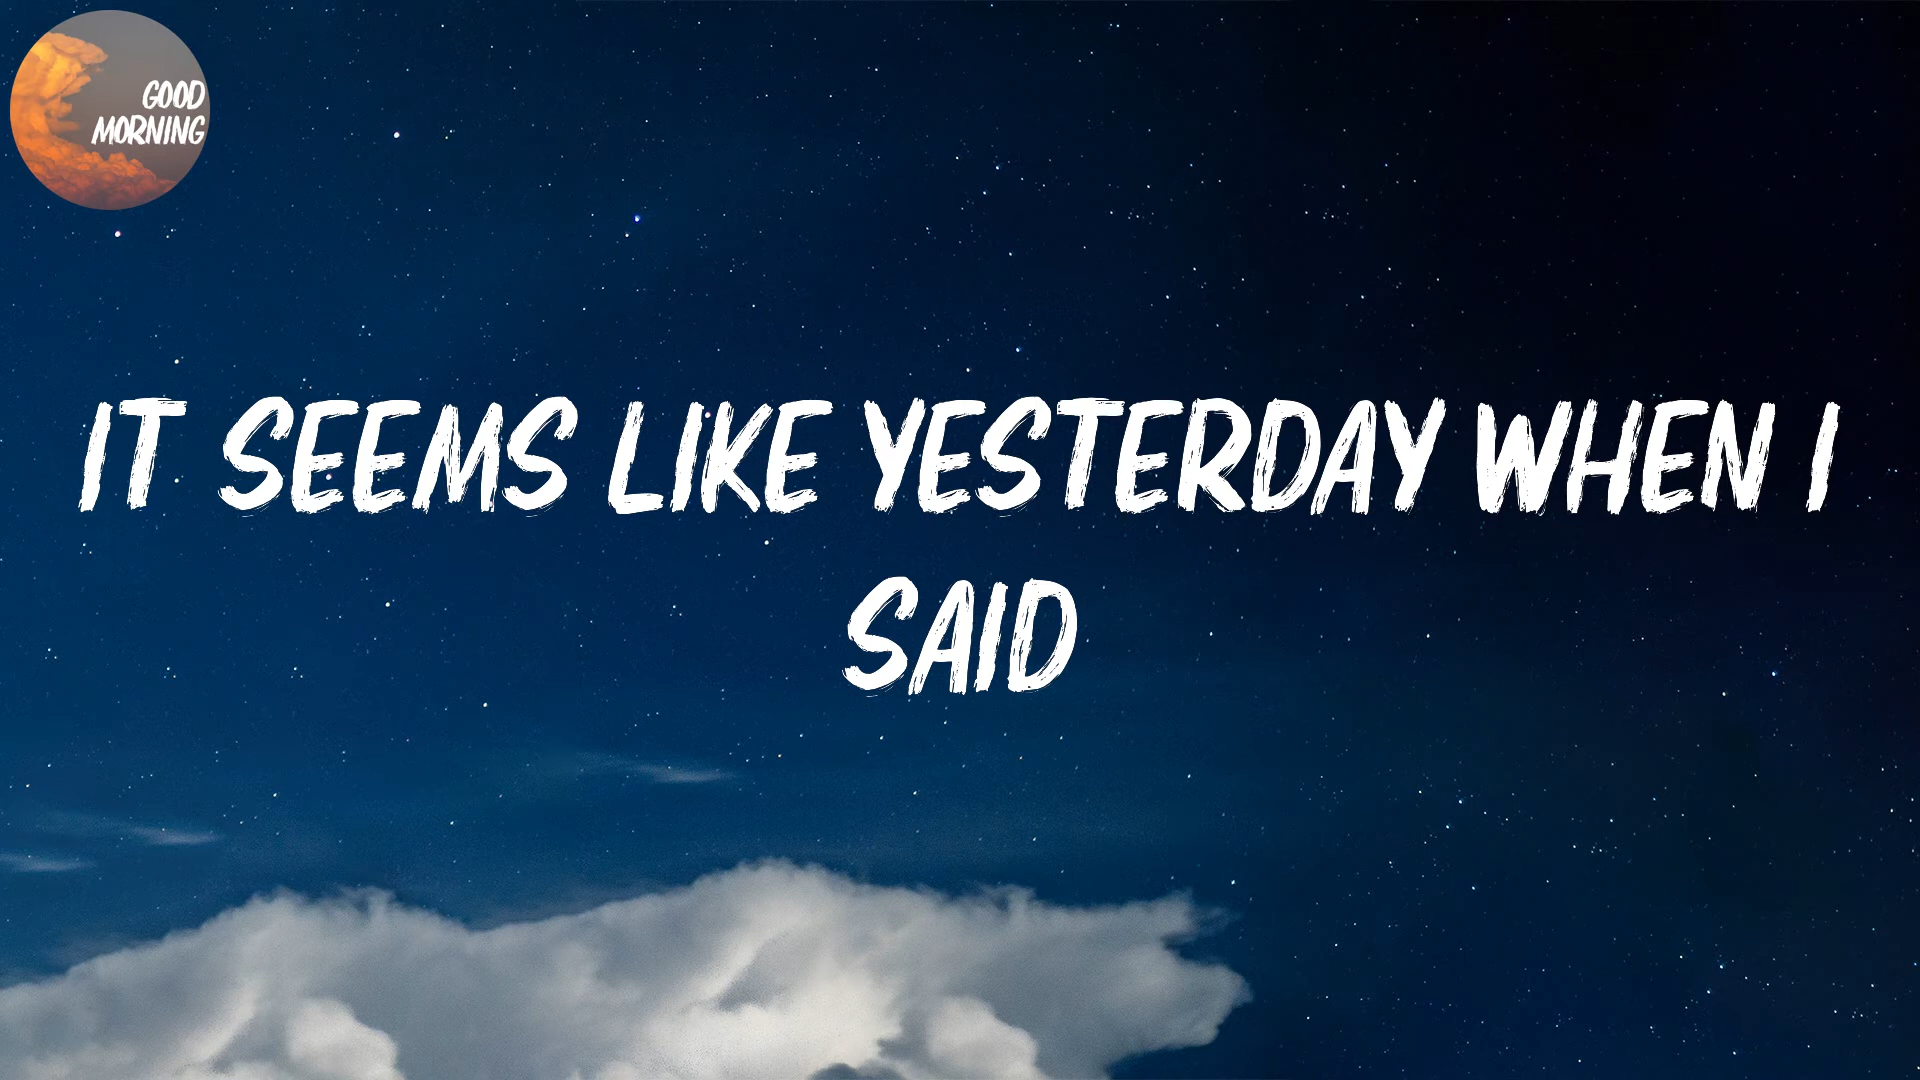 GOOD
MORNING
IT SEEMS LIKE YESTERDAY WHEN I
SAID